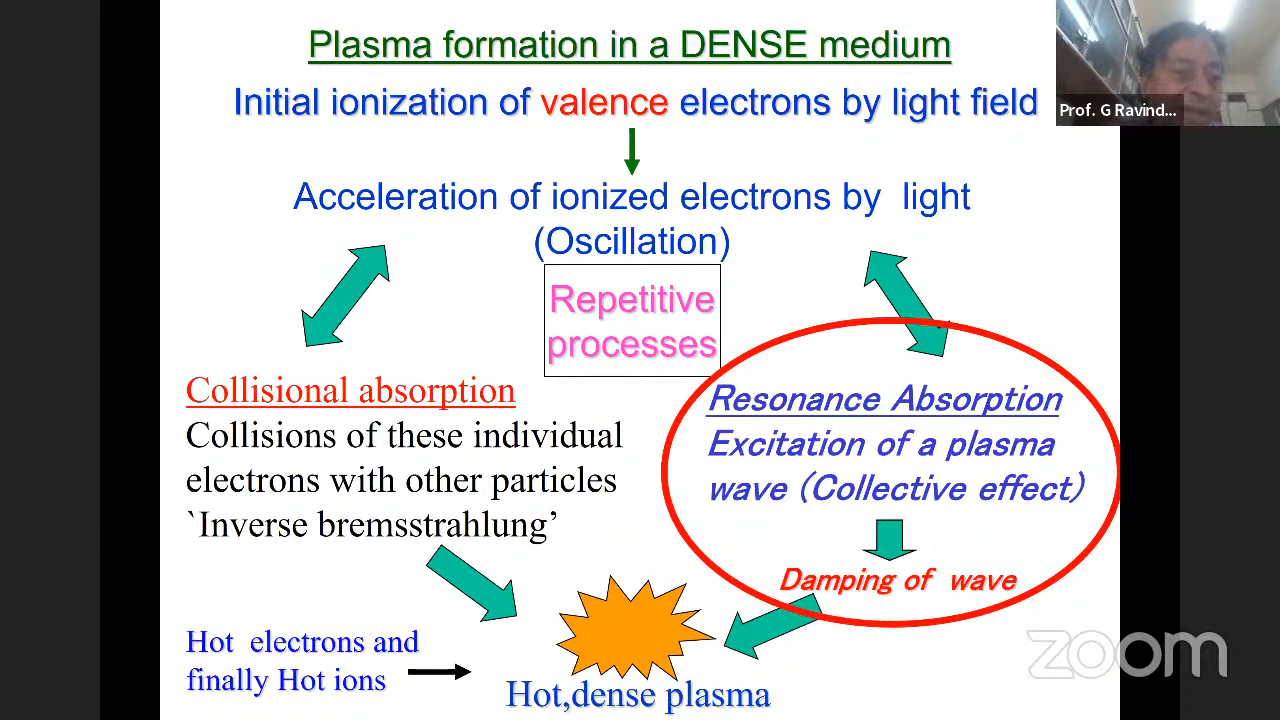 Plasma formation in a DENSE medium
Initial ionization of valence electrons by light field
Prof. G Ravind...
Acceleration of ionized electrons by light
(Oscillation)
Repetitive
processes
Collisional absorption
Collisions of these individual
electrons with other particles
`Inverse bremsstrahlung’
Resonance Absorption
Excitation of a plasma
wave (Collective effect)
Damping of wave
Hot electrons and
finally Hot ions
Hot,dense plasma
zoom